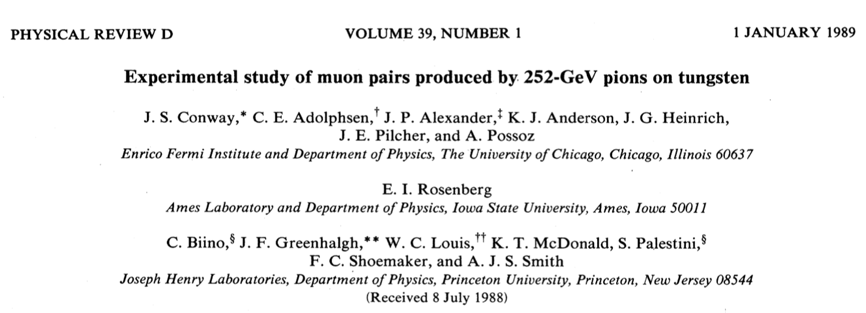 PHYSICAL REVIEW D VOLUME 39, NUMBER 1 1 JANUARY 1989
Experimental study of muon pairs produced by 252-GeV pions on tungsten
J. S. Conway,* C. E. Adolphsen,† J. P. Alexander,‡ K. J. Anderson, J. G. Heinrich,
J. E. Pilcher, and A. Possoz
Enrico Fermi Institute and Department of Physics, The University of Chicago, Chicago, Illinois 60637
E. I. Rosenberg
Ames Laboratory and Department of Physics, Iowa State University, Ames, Iowa 50011
C. Biino,§ J. F. Greenhalgh,** W. C. Louis,†† K. T. McDonald, S. Palestini,§
F. C. Shoemaker, and A. J. S. Smith
Joseph Henry Laboratories, Department of Physics, Princeton University, Princeton, New Jersey 08544
(Received 8 July 1988)